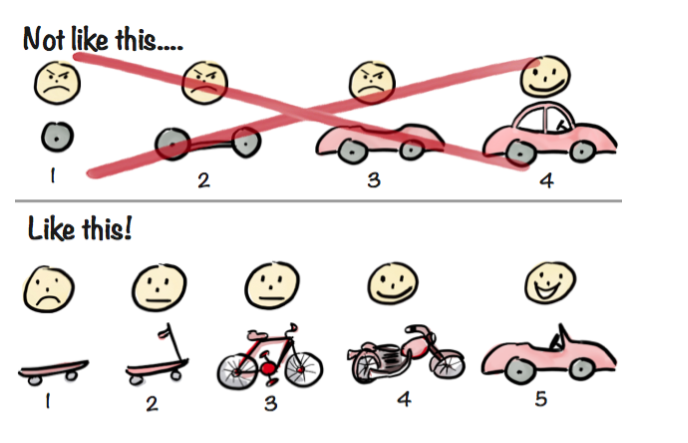 Not like this....
1 2 3 4
Like this!
1 2 3 4 5